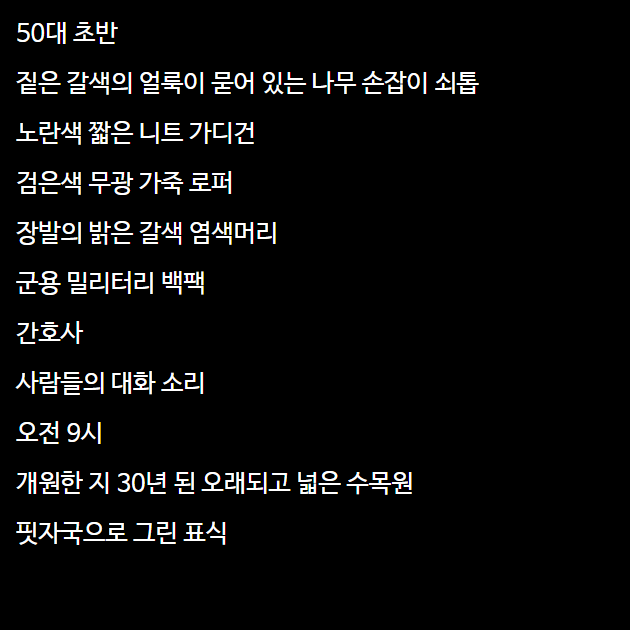 50대 초반
짙은 갈색의 얼룩이 묻어 있는 나무 손잡이 쇠톱
노란색 짧은 니트 가디건
검은색 무광 가죽 로퍼
장발의 밝은 갈색 염색머리
군용 밀리터리 백팩
간호사
사람들의 대화 소리
오전 9시
개원한 지 30년 된 오래되고 넓은 수목원
핏자국으로 그린 표식